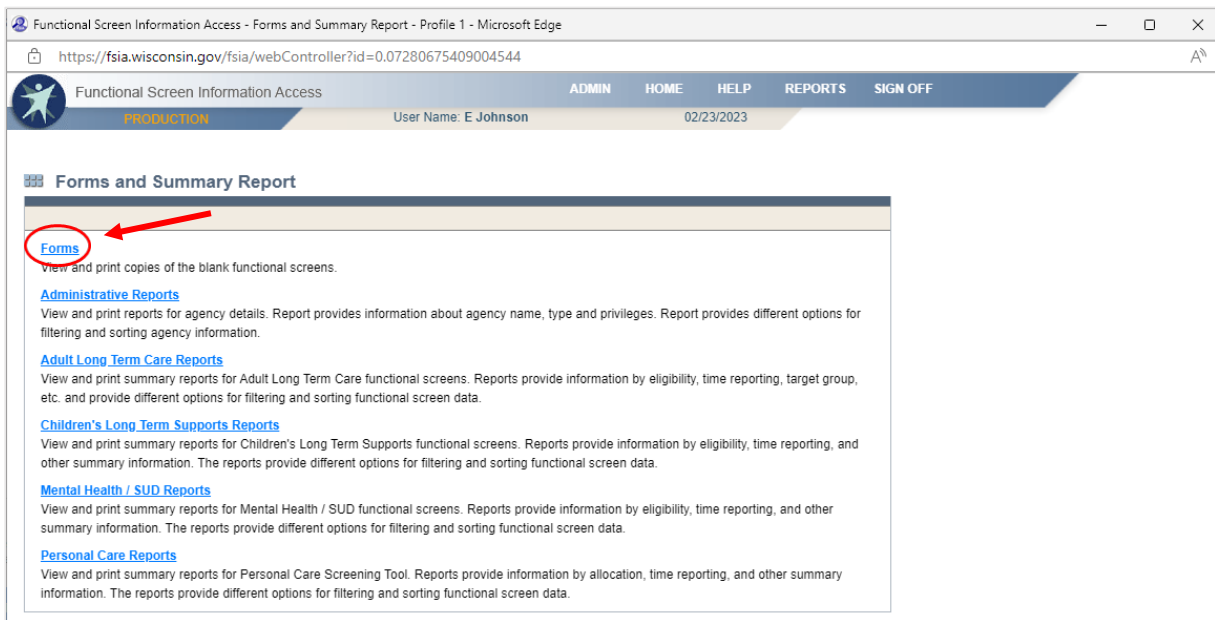 Functional Screen Information Access - Forms and Summary Report - Profile 1 - Microsoft Edge
https://fsia.wisconsin.gov/fsia/webController?id=0.07280675409004544
Functional Screen Information Access
ADMIN HOME HELP REPORTS SIGN OFF
PRODUCTION User Name: E Johnson 02/23/2023
Forms and Summary Report
Forms
View and print copies of the blank functional screens.
Administrative Reports
View and print reports for agency details. Report provides information about agency name, type and privileges. Report provides different options for
filtering and sorting agency information.
Adult Long Term Care Reports
View and print summary reports for Adult Long Term Care functional screens. Reports provide information by eligibility, time reporting, target group,
etc. and provide different options for filtering and sorting functional screen data.
Children's Long Term Supports Reports
View and print summary reports for Children's Long Term Supports functional screens. Reports provide information by eligibility, time reporting, and
other summary information. The reports provide different options for filtering and sorting functional screen data.
Mental Health / SUD Reports
View and print summary reports for Mental Health / SUD functional screens. Reports provide information by eligibility, time reporting, and other
summary information. The reports provide different options for filtering and sorting functional screen data.
Personal Care Reports
View and print summary reports for Personal Care Screening Tool. Reports provide information by allocation, time reporting, and other summary
information. The reports provide different options for filtering and sorting functional screen data.